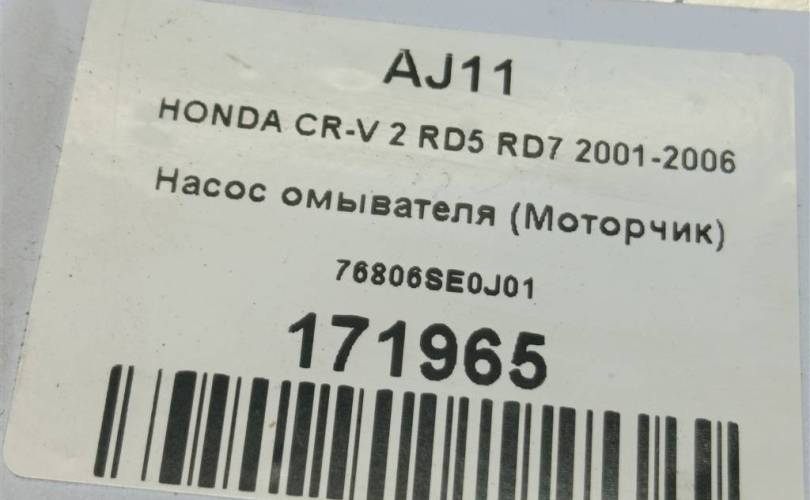 AJ11
HONDA CR-V 2 RD5 RD7 2001-2006
Насос омывателя (Моторчик)
76806SE0J01
171965